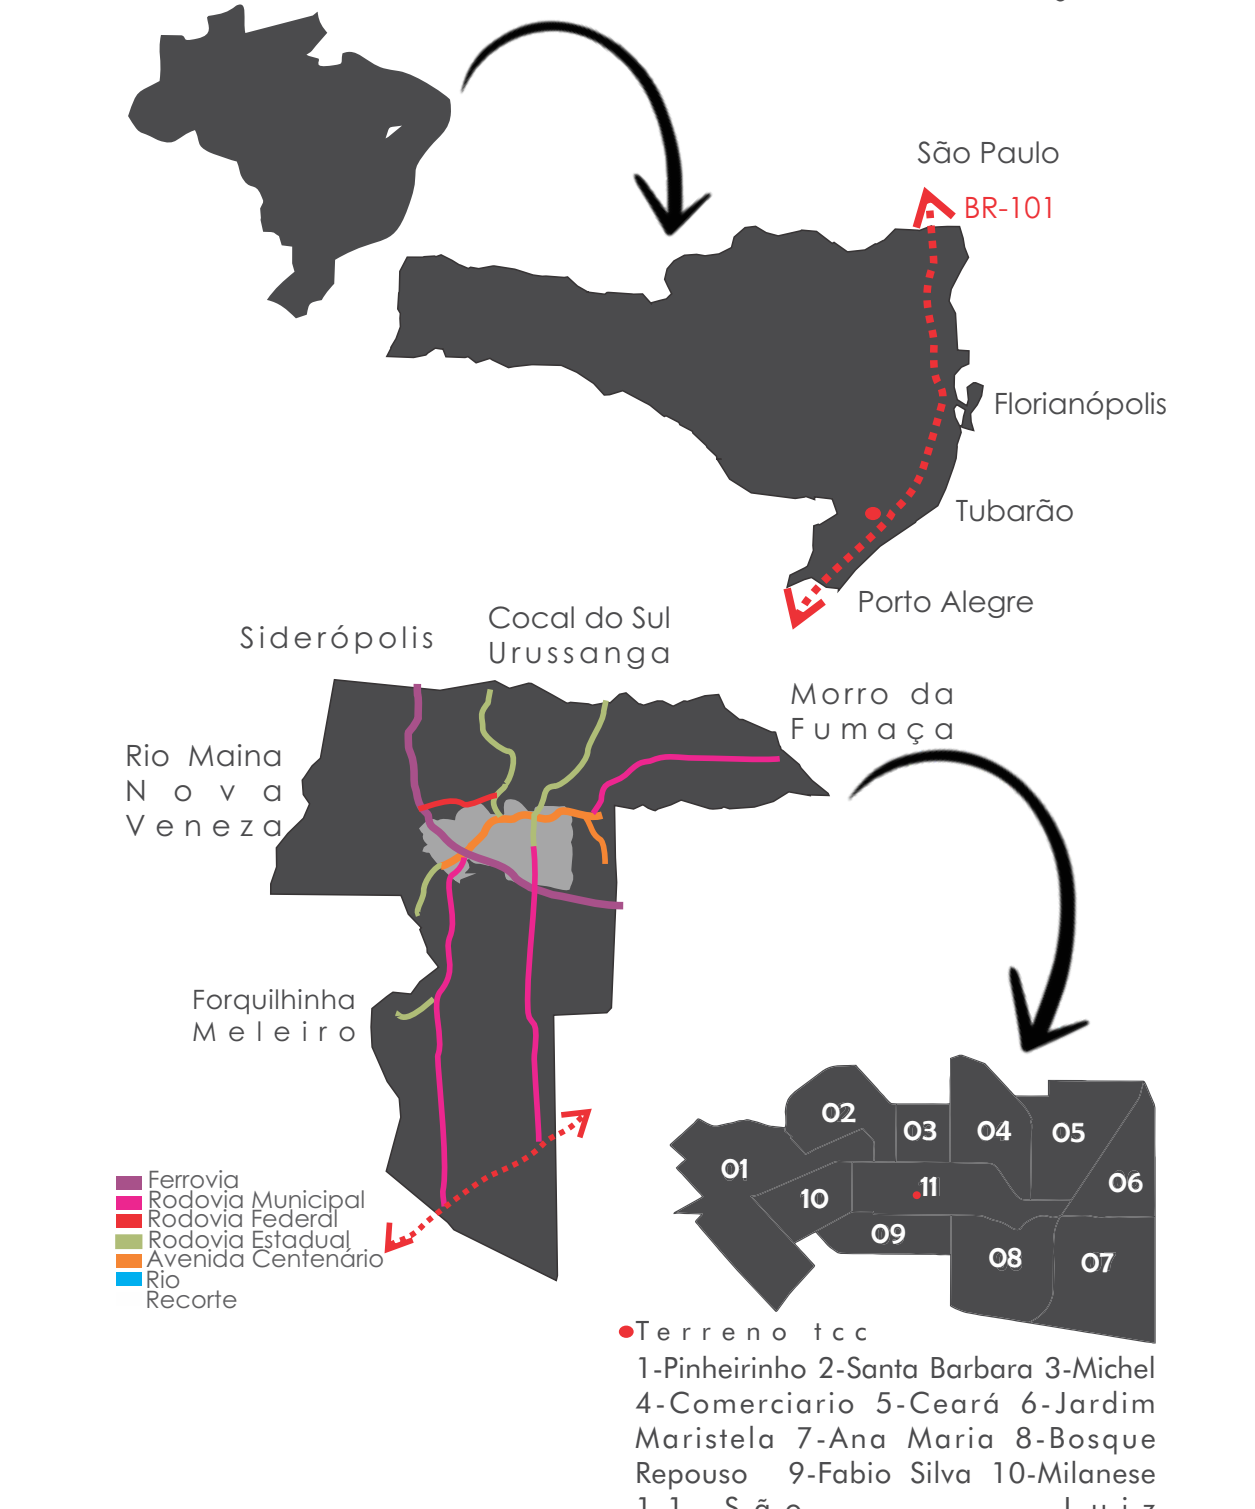 São Paulo
BR-101
Florianópolis
Tubarão
Porto Alegre
Siderópolis
Cocal do Sul
Urussanga
Morro da
Fumaça
Rio Maina
Nova
Veneza
Forquilhinha
Meleiro
Ferrovia
Rodovia Municipal
Rodovia Federal
Rodovia Estadual
Avenida Centenário
Rio
Recorte
01
02
03
04
05
06
07
08
09
10
11
Terreno tcc
1-Pinheirinho 2-Santa Barbara 3-Michel
4-Comerciario 5-Ceará 6-Jardim
Maristela 7-Ana Maria 8-Bosque
Repouso 9-Fabio Silva 10-Milanese
11 São Luiz